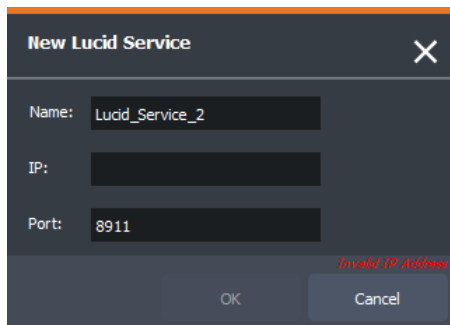 New Lucid Service
Name: Lucid_Service_2
IP:
Port: 8911
Invalid IP Address
OK Cancel